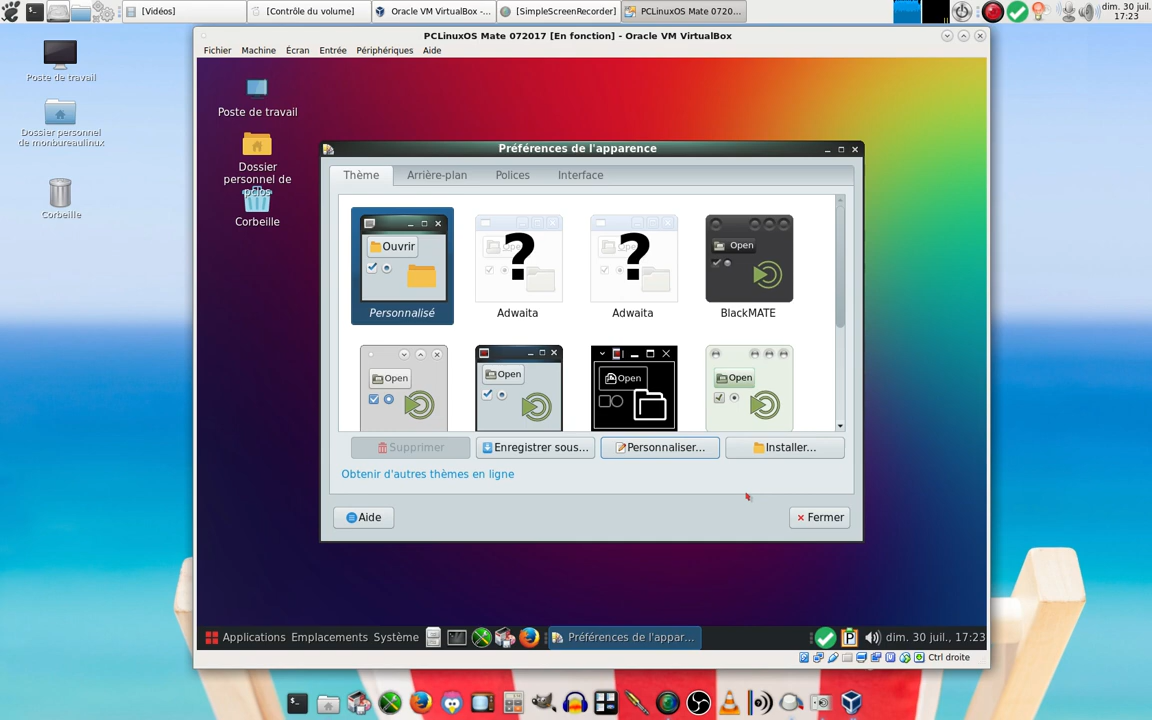 [Vidéos]
[Contrôle du volume]
Oracle VM VirtualBox -...
[SimpleScreenRecorder]
PCLinuxOS Mate 0720...
dim. 30 juil.
17:23
Poste de travail
Dossier personnel
de monbureaulinux
Corbeille
PCLinuxOS Mate 072017 [En fonction] - Oracle VM VirtualBox
Fichier Machine Écran Entrée Périphériques Aide
Poste de travail
Dossier
personnel de
pclos
Corbeille
Préférences de l'apparence
Thème Arrière-plan Polices Interface
Ouvrir
Open
Personnalisé
Adwaita
Adwaita
BlackMATE
Open
Open
Open
Open
Supprimer
Enregistrer sous...
Personnaliser...
Installer...
Obtenir d'autres thèmes en ligne
Aide
Fermer
Applications Emplacements Système
Préférences de l'appar...
dim. 30 juil., 17:23
Ctrl droite